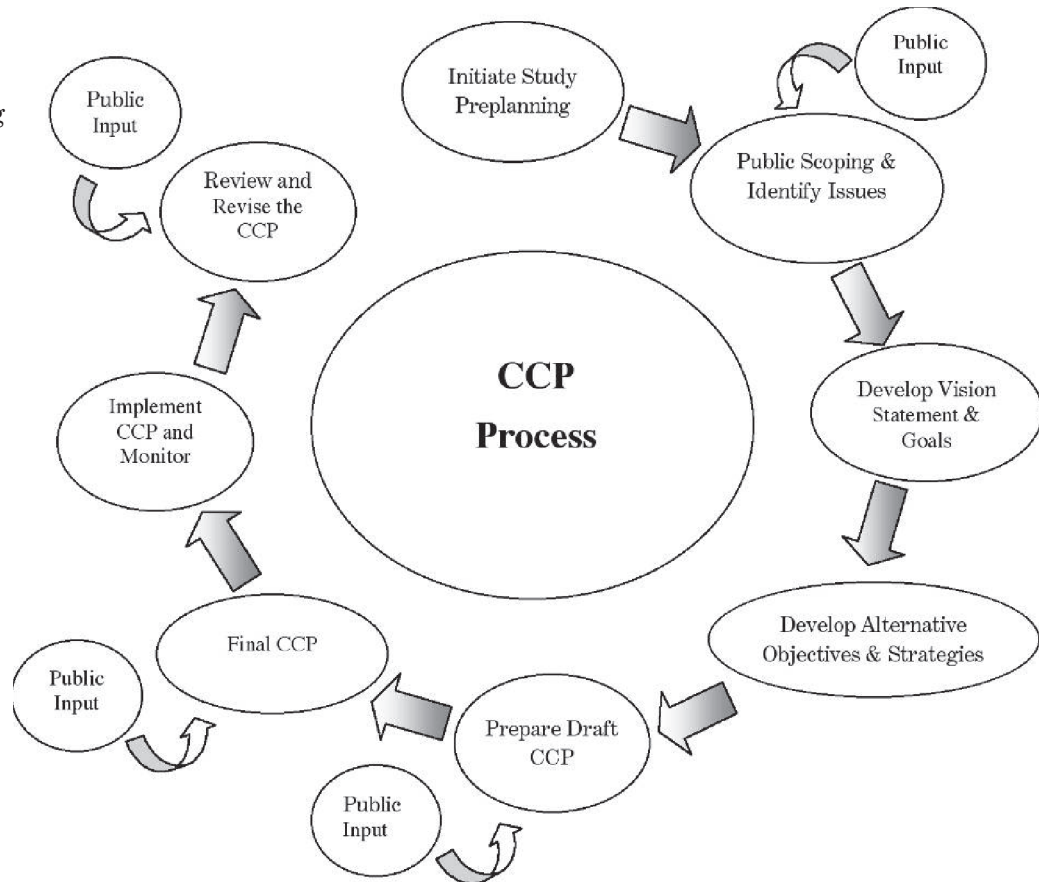 Initiate Study
Preplanning
Public
Input
Public Scoping &
Identify Issues
Develop Vision
Statement &
Goals
Develop Alternative
Objectives & Strategies
Prepare Draft
CCP
Public
Input
Final CCP
Public
Input
Implement
CCP and
Monitor
Review and
Revise the
CCP
Public
Input
CCP
Process
g